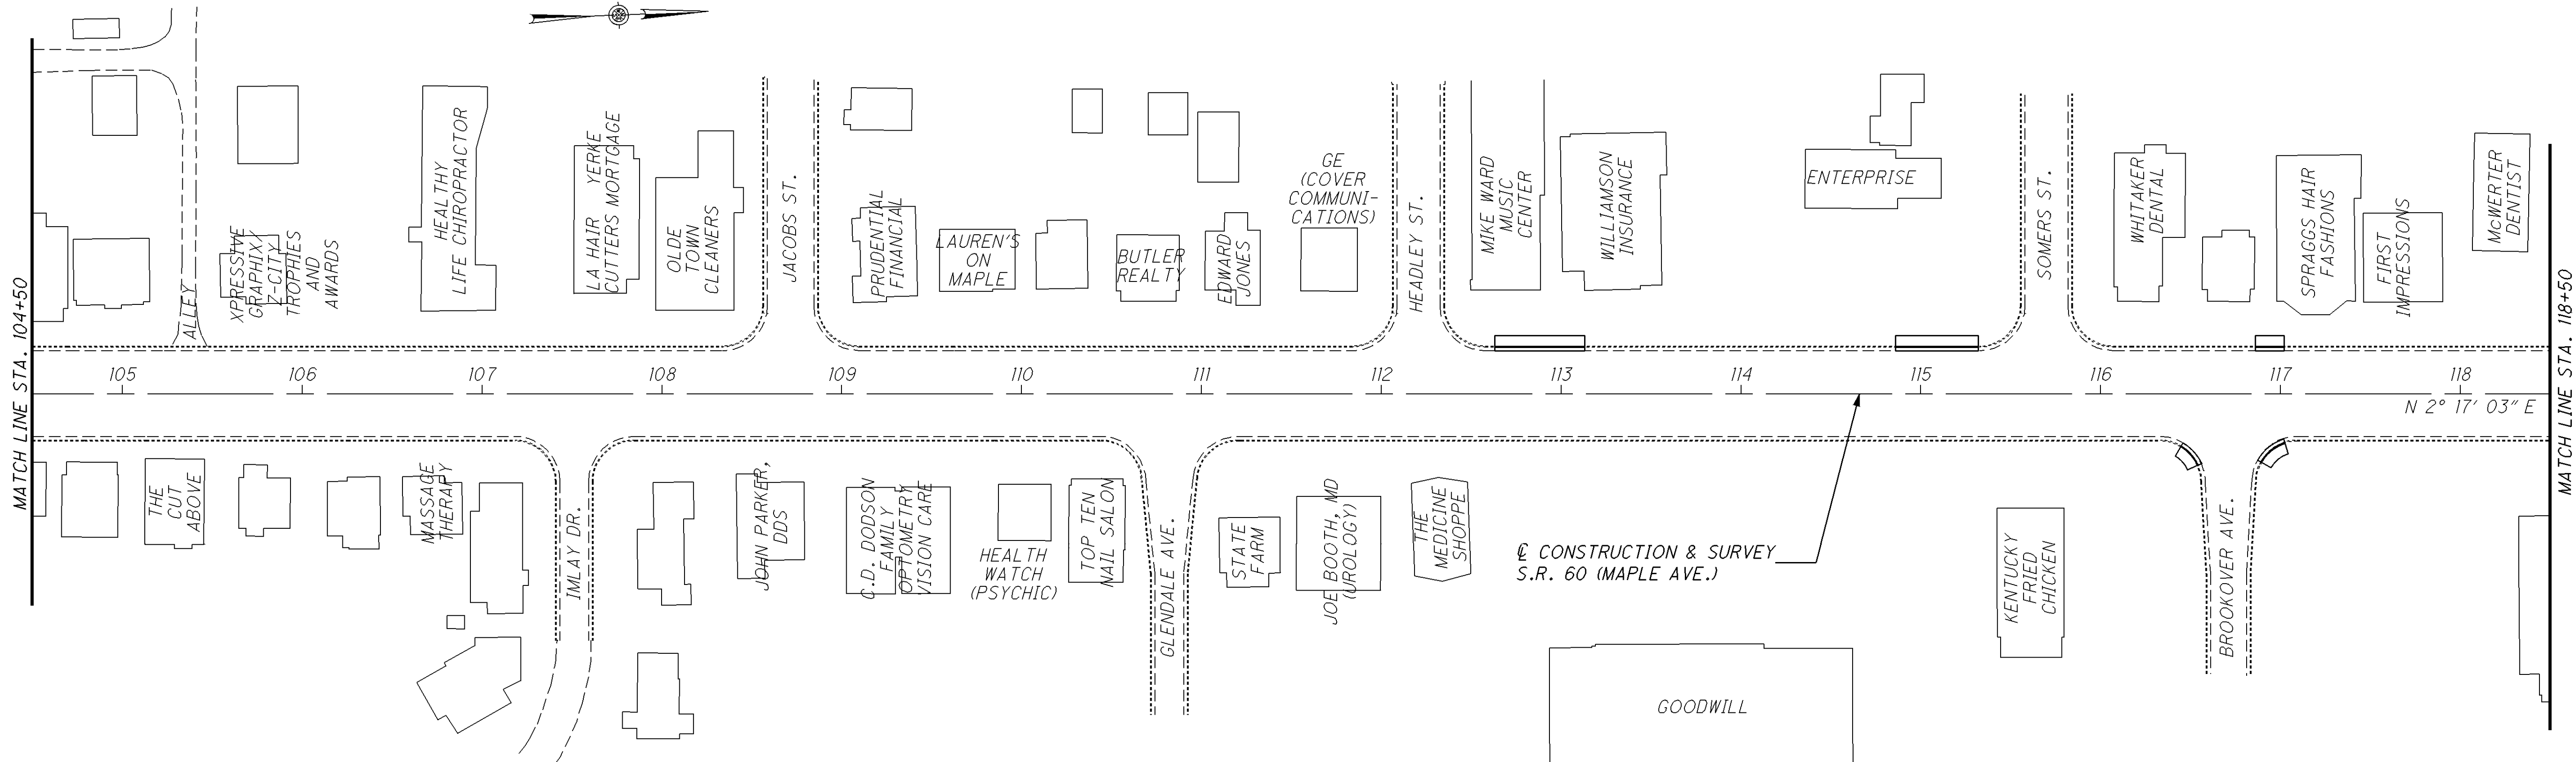 MATCH LINE STA. 104+50
ALLEY
XPRESSIVE
GRAPHIX/
Z-CITY
TROPHIES
AND
AWARDS
HEALTHY
LIFE CHIROPRACTOR
LA HAIR YERKE
CUTTERS MORTGAGE
OLDE
TOWN
CLEANERS
JACOBS ST.
PRUDENTIAL
FINANCIAL
LAUREN'S
ON
MAPLE
BUTLER
REALTY
EDWARD
JONES
GE
(COVER
COMMUNI-
CATIONS)
HEADLEY ST.
MIKE WARD
MUSIC
CENTER
WILLIAMSON
INSURANCE
ENTERPRISE
SOMERS ST.
WHITAKER
DENTAL
SPRAGGS HAIR
FASHIONS
FIRST
IMPRESSIONS
McWERTER
DENTIST
105 106 107 108 109 110 111 112 113 114 115 116 117 118
N 2° 17' 03" E
MATCH LINE STA. 118+50
THE
CUT
ABOVE
MASSAGE
THERAPY
IMLAY DR.
JOHN PARKER,
DDS
C.D. DODSON
FAMILY
OPTOMETRY
VISION CARE
HEALTH
WATCH
(PSYCHIC)
TOP TEN
NAIL SALON
GLENDALE AVE.
STATE
FARM
JOE BOOTH, MD
(UROLOGY)
THE
MEDICINE
SHOPPE
℄ CONSTRUCTION & SURVEY
S.R. 60 (MAPLE AVE.)
GOODWILL
KENTUCKY
FRIED
CHICKEN
BROOKOVER AVE.